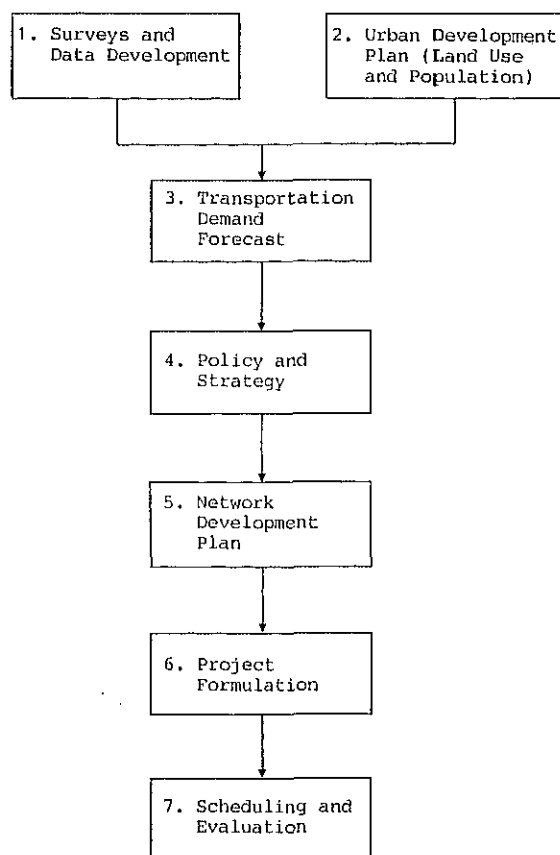 1. Surveys and
Data Development
2. Urban Development
Plan (Land Use
and Population)
3. Transportation
Demand
Forecast
4. Policy and
Strategy
5. Network
Development
Plan
6. Project
Formulation
7. Scheduling and
Evaluation